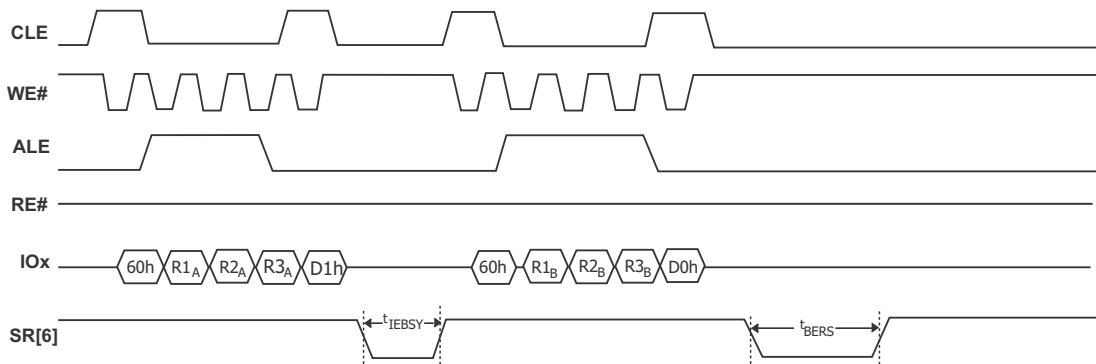 CLE
WE#
ALE
RE#
IOx 60h R1A R2A R3A D1h 60h R1B R2B R3B D0h
SR[6] tIEBSY tBERS